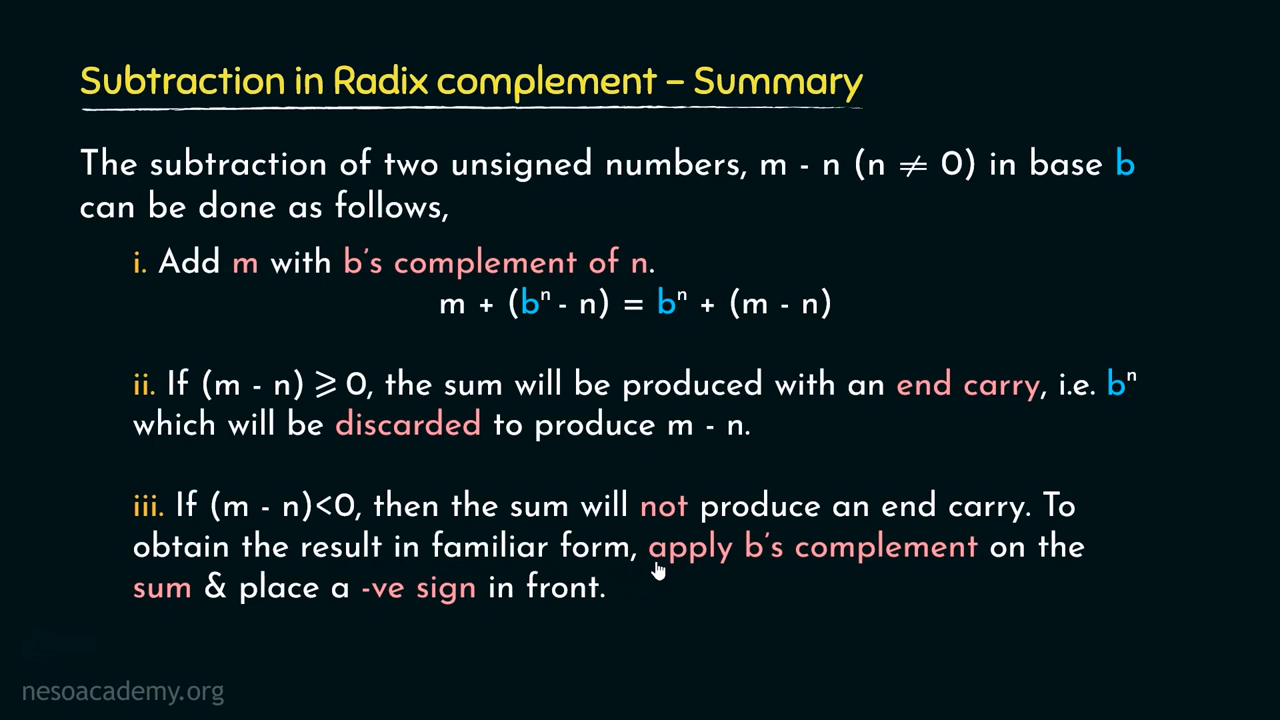 Subtraction in Radix complement – Summary
The subtraction of two unsigned numbers, m - n (n ≠ 0) in base b
can be done as follows,
i. Add m with b's complement of n.
m + (bⁿ - n) = bⁿ + (m - n)
ii. If (m - n) ⩾ 0, the sum will be produced with an end carry, i.e. bⁿ
which will be discarded to produce m - n.
iii. If (m - n)<0, then the sum will not produce an end carry. To
obtain the result in familiar form, apply b's complement on the
sum & place a -ve sign in front.
nesoacademy.org